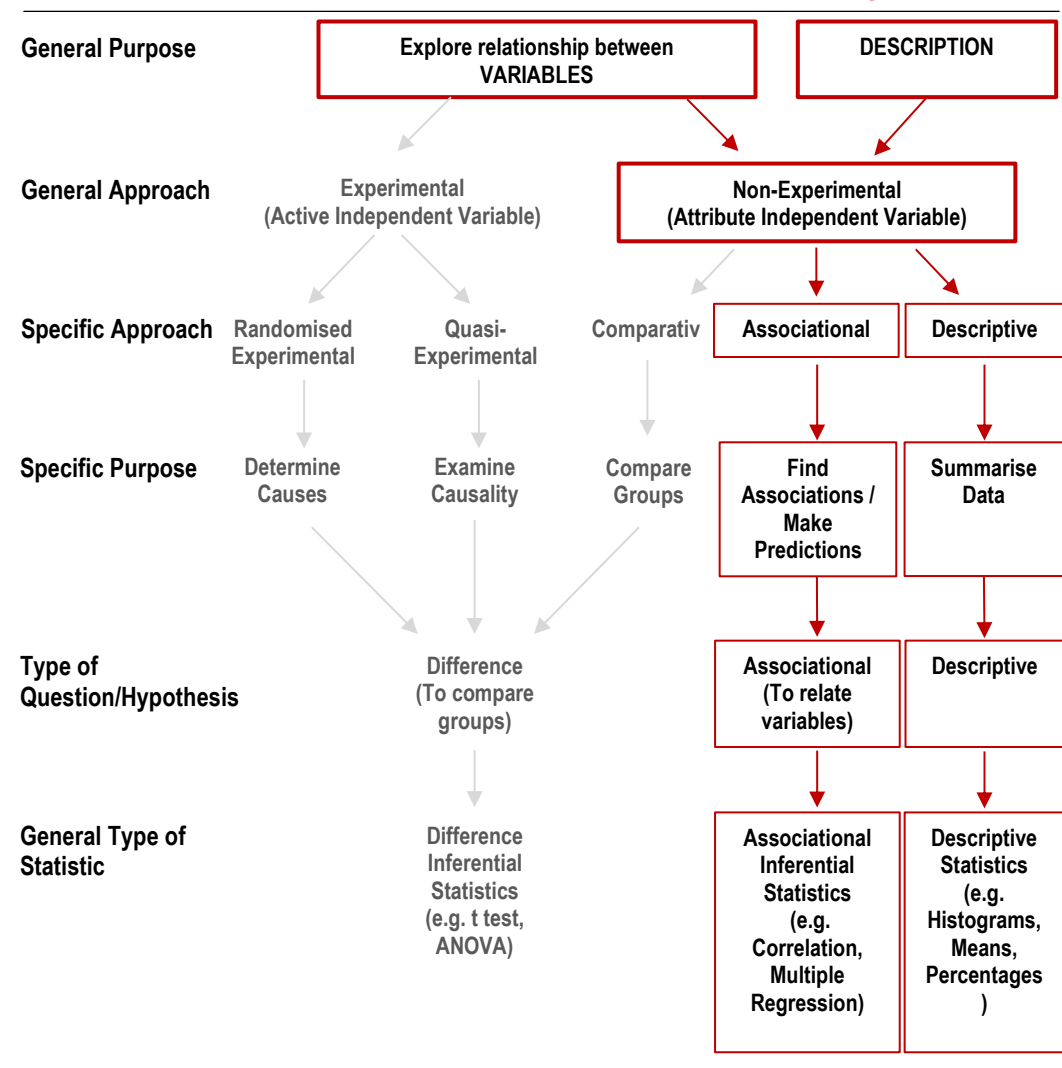 General Purpose
Explore relationship between
VARIABLES
DESCRIPTION
General Approach
Experimental
(Active Independent Variable)
Non-Experimental
(Attribute Independent Variable)
Specific Approach
Randomised
Experimental
Quasi-
Experimental
Comparativ
Associational
Descriptive
Specific Purpose
Determine
Causes
Examine
Causality
Compare
Groups
Find
Associations /
Make
Predictions
Summarise
Data
Type of
Question/Hypothesis
Difference
(To compare
groups)
Associational
(To relate
variables)
Descriptive
General Type of
Statistic
Difference
Inferential
Statistics
(e.g. t test,
ANOVA)
Associational
Inferential
Statistics
(e.g.
Correlation,
Multiple
Regression)
Descriptive
Statistics
(e.g.
Histograms,
Means,
Percentages
)